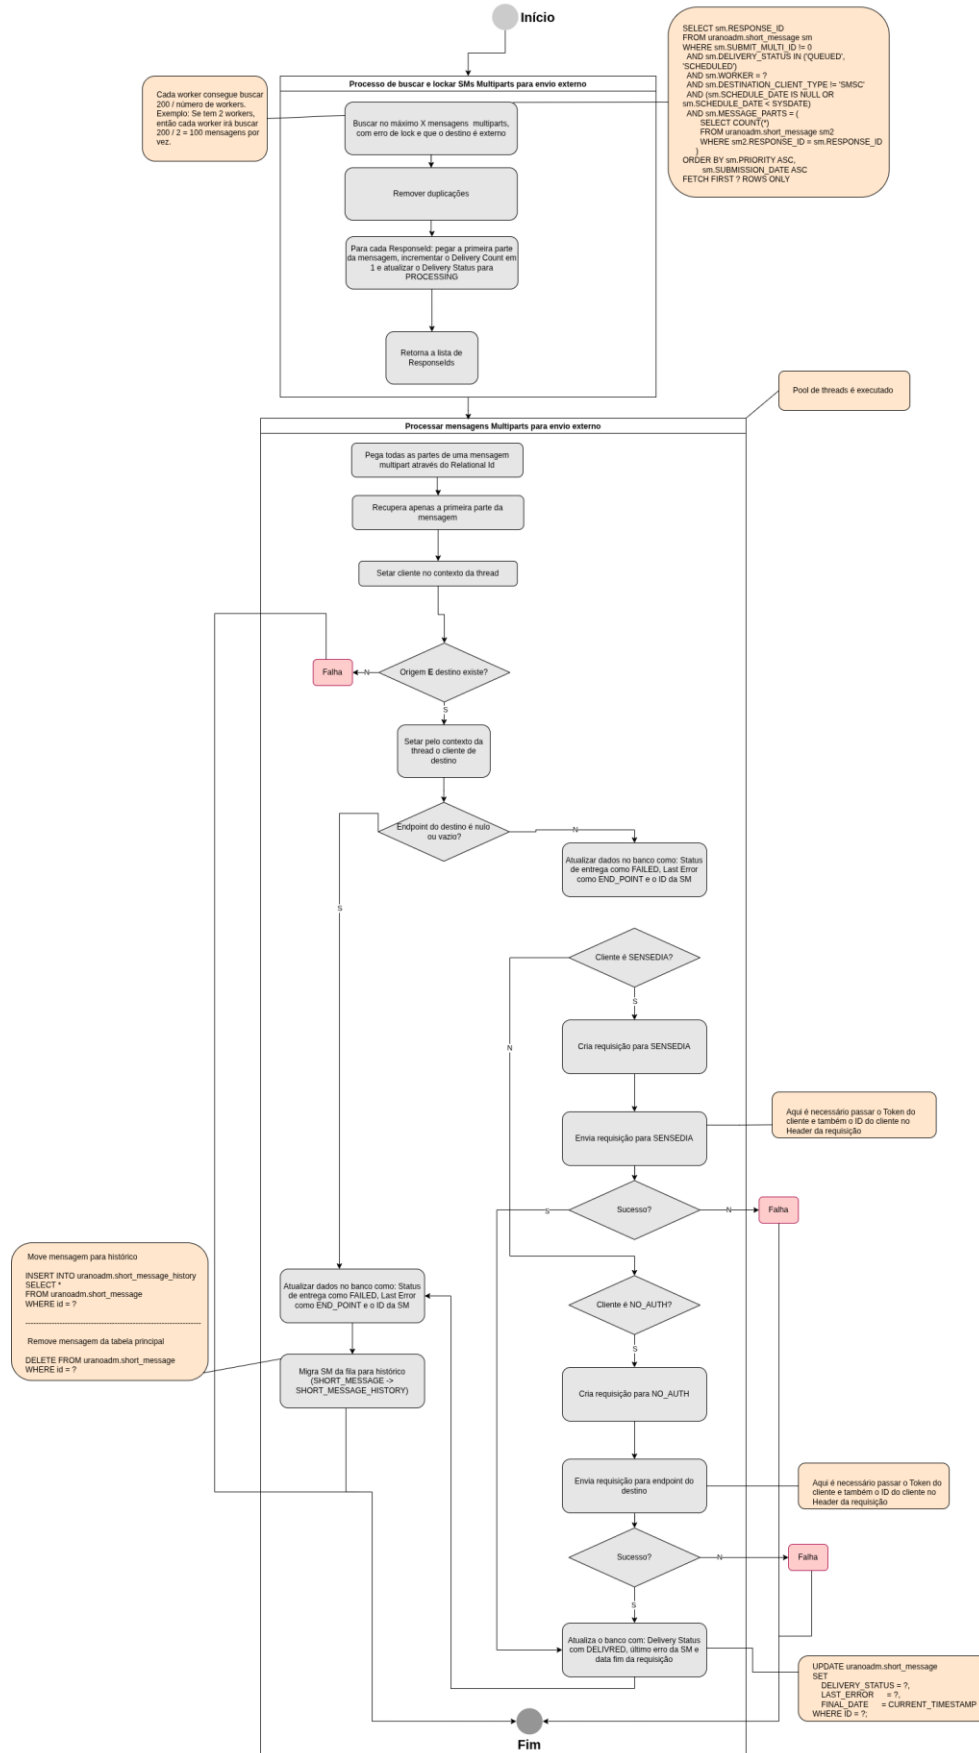 Início
SELECT sm.RESPONSE_ID
FROM uranoadm.short_message sm
WHERE sm.SUBMIT_MULTI_ID != 0
AND sm.DELIVERY_STATUS IN ('QUEUED',
'SCHEDULED')
AND sm.WORKER = ?
AND sm.DESTINATION_CLIENT_TYPE != 'SMSC'
AND (sm.SCHEDULE_DATE IS NULL OR
sm.SCHEDULE_DATE < SYSDATE)
AND sm.MESSAGE_PARTS = (
SELECT COUNT(*)
FROM uranoadm.short_message sm2
WHERE sm2.RESPONSE_ID = sm.RESPONSE_ID
)
ORDER BY sm.PRIORITY ASC,
sm.SUBMISSION_DATE ASC
FETCH FIRST ? ROWS ONLY
Processo de buscar e lockar SMs Multiparts para envio externo
Cada worker consegue buscar
200 / número de workers.
Exemplo: Se tem 2 workers,
então cada worker irá buscar
200 / 2 = 100 mensagens por
vez.
Buscar no máximo X mensagens multiparts,
com erro de lock e que o destino é externo
Remover duplicações
Para cada ResponseId: pegar a primeira parte
da mensagem, incrementar o Delivery Count em
1 e atualizar o Delivery Status para
PROCESSING
Retorna a lista de
ResponseIds
Pool de threads é executado
Processar mensagens Multiparts para envio externo
Pega todas as partes de uma mensagem
multipart através do Relational Id
Recupera apenas a primeira parte da
mensagem
Setar cliente no contexto da thread
Falha
N
Origem E destino existe?
S
Setar pelo contexto da
thread o cliente de
destino
Endpoint do destino é nulo
ou vazio?
N
Atualizar dados no banco como: Status
de entrega como FAILED, Last Error
como END_POINT e o ID da SM
S
Cliente é SENSEDIA?
S
N
Cria requisição para SENSEDIA
Envia requisição para SENSEDIA
Aqui é necessário passar o Token do
cliente e também o ID do cliente no
Header da requisição
S
Sucesso?
N
Falha
Move mensagem para histórico
INSERT INTO uranoadm.short_message_history
SELECT *
FROM uranoadm.short_message
WHERE id = ?
--------------------------------------------------------------------
Remove mensagem da tabela principal
DELETE FROM uranoadm.short_message
WHERE id = ?
Atualizar dados no banco como: Status
de entrega como FAILED, Last Error
como END_POINT e o ID da SM
Cliente é NO_AUTH?
S
Migra SM da fila para histórico
(SHORT_MESSAGE ->
SHORT_MESSAGE_HISTORY)
Cria requisição para NO_AUTH
Envia requisição para endpoint do
destino
Aqui é necessário passar o Token do
cliente e também o ID do cliente no
Header da requisição
Sucesso?
N
Falha
S
Atualiza o banco com: Delivery Status
com DELIVRED, último erro da SM e
data fim da requisição
UPDATE uranoadm.short_message
SET
DELIVERY_STATUS = ?,
LAST_ERROR = ?,
FINAL_DATE = CURRENT_TIMESTAMP
WHERE ID = ?;
Fim